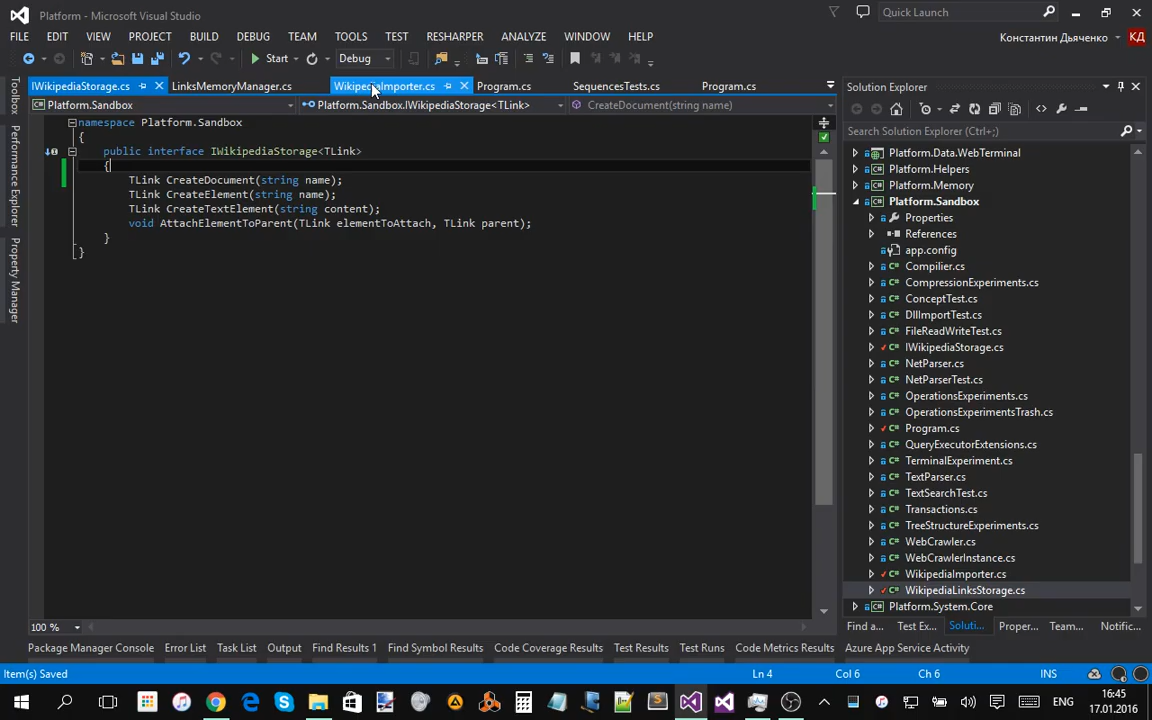 Platform - Microsoft Visual Studio
Quick Launch
FILE EDIT VIEW PROJECT BUILD DEBUG TEAM TOOLS TEST RESHARPER ANALYZE WINDOW HELP
Константин Дьяченко КД
Start Debug
IWikipediaStorage.cs LinksMemoryManager.cs WikipediaImporter.cs Program.cs SequencesTests.cs Program.cs
Platform.Sandbox Platform.Sandbox.IWikipediaStorage<TLink> CreateDocument(string name)
Toolbox
Performance Explorer
Property Manager
namespace Platform.Sandbox
{
public interface IWikipediaStorage<TLink>
{
TLink CreateDocument(string name);
TLink CreateElement(string name);
TLink CreateTextElement(string content);
void AttachElementToParent(TLink elementToAttach, TLink parent);
}
}
100 %
Solution Explorer
Search Solution Explorer (Ctrl+;)
Platform.Data.WebTerminal
Platform.Helpers
Platform.Memory
Platform.Sandbox
Properties
References
app.config
Compilier.cs
CompressionExperiments.cs
ConceptTest.cs
DllImportTest.cs
FileReadWriteTest.cs
IWikipediaStorage.cs
NetParser.cs
NetParserTest.cs
OperationsExperiments.cs
OperationsExperimentsTrash.cs
Program.cs
QueryExecutorExtensions.cs
TerminalExperiment.cs
TextParser.cs
TextSearchTest.cs
Transactions.cs
TreeStructureExperiments.cs
WebCrawler.cs
WebCrawlerInstance.cs
WikipediaImporter.cs
WikipediaLinksStorage.cs
Platform.System.Core
Find a... Test Ex... Soluti... Proper... Team... Notific...
Package Manager Console Error List Task List Output Find Results 1 Find Symbol Results Code Coverage Results Test Results Test Runs Code Metrics Results Azure App Service Activity
Item(s) Saved Ln 4 Col 6 Ch 6 INS
ENG 16:45
17.01.2016